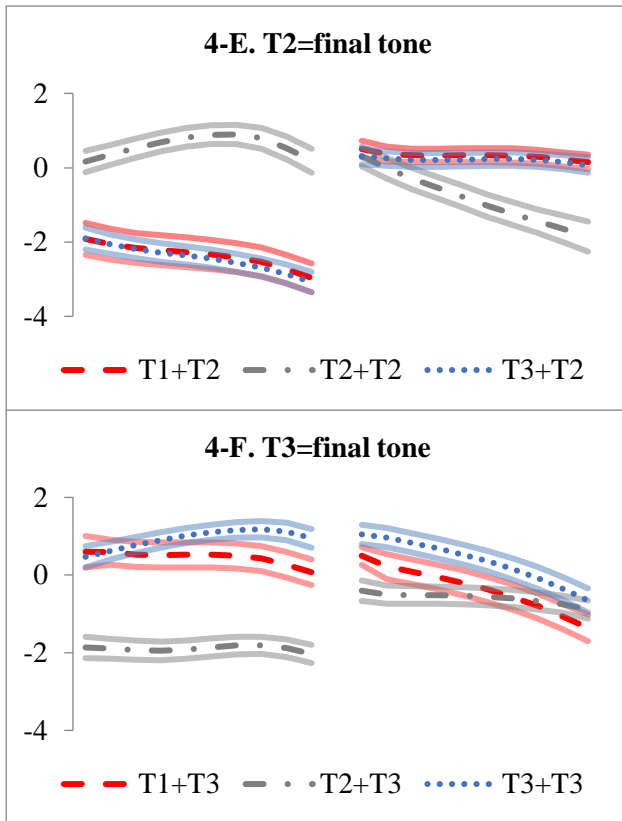 4-E. T2=final tone
2
0
-2
-4
T1+T2 T2+T2 T3+T2
4-F. T3=final tone
2
0
-2
-4
T1+T3 T2+T3 T3+T3